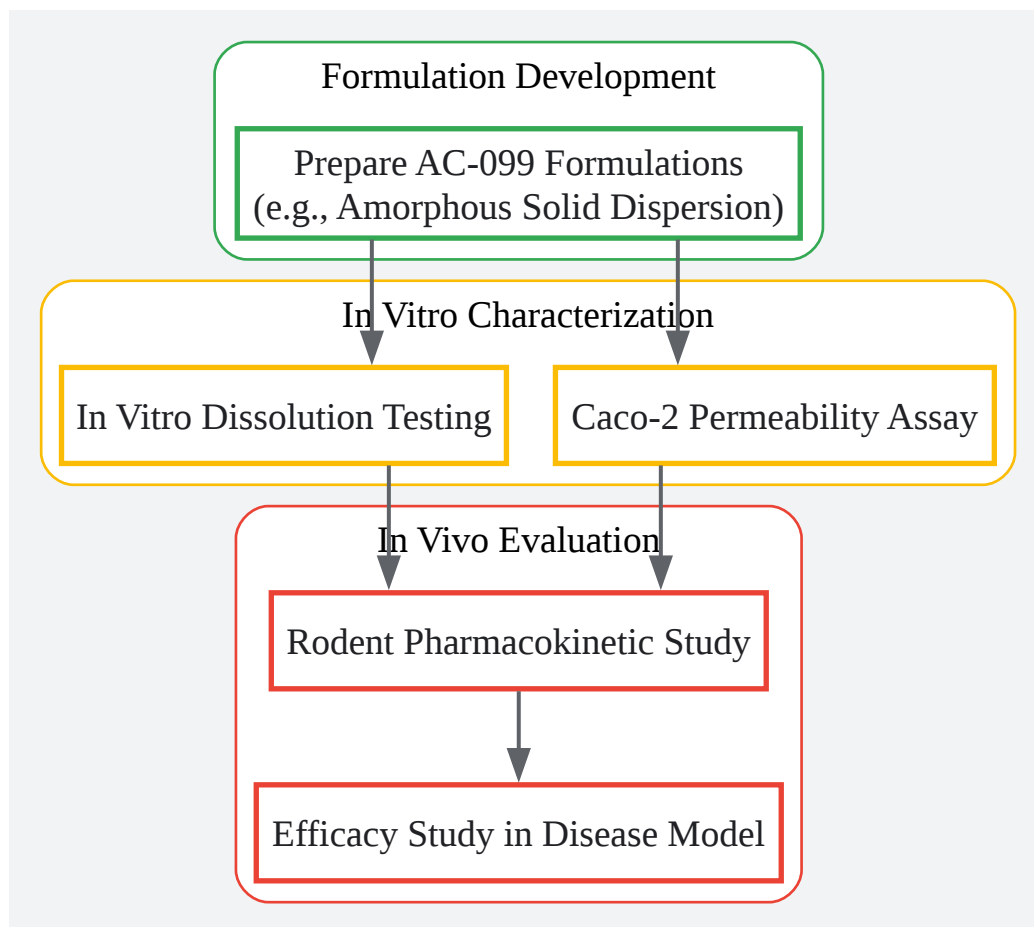 Formulation Development
Prepare AC-099 Formulations
(e.g., Amorphous Solid Dispersion)
In Vitro Characterization
In Vitro Dissolution Testing
Caco-2 Permeability Assay
In Vivo Evaluation
Rodent Pharmacokinetic Study
Efficacy Study in Disease Model